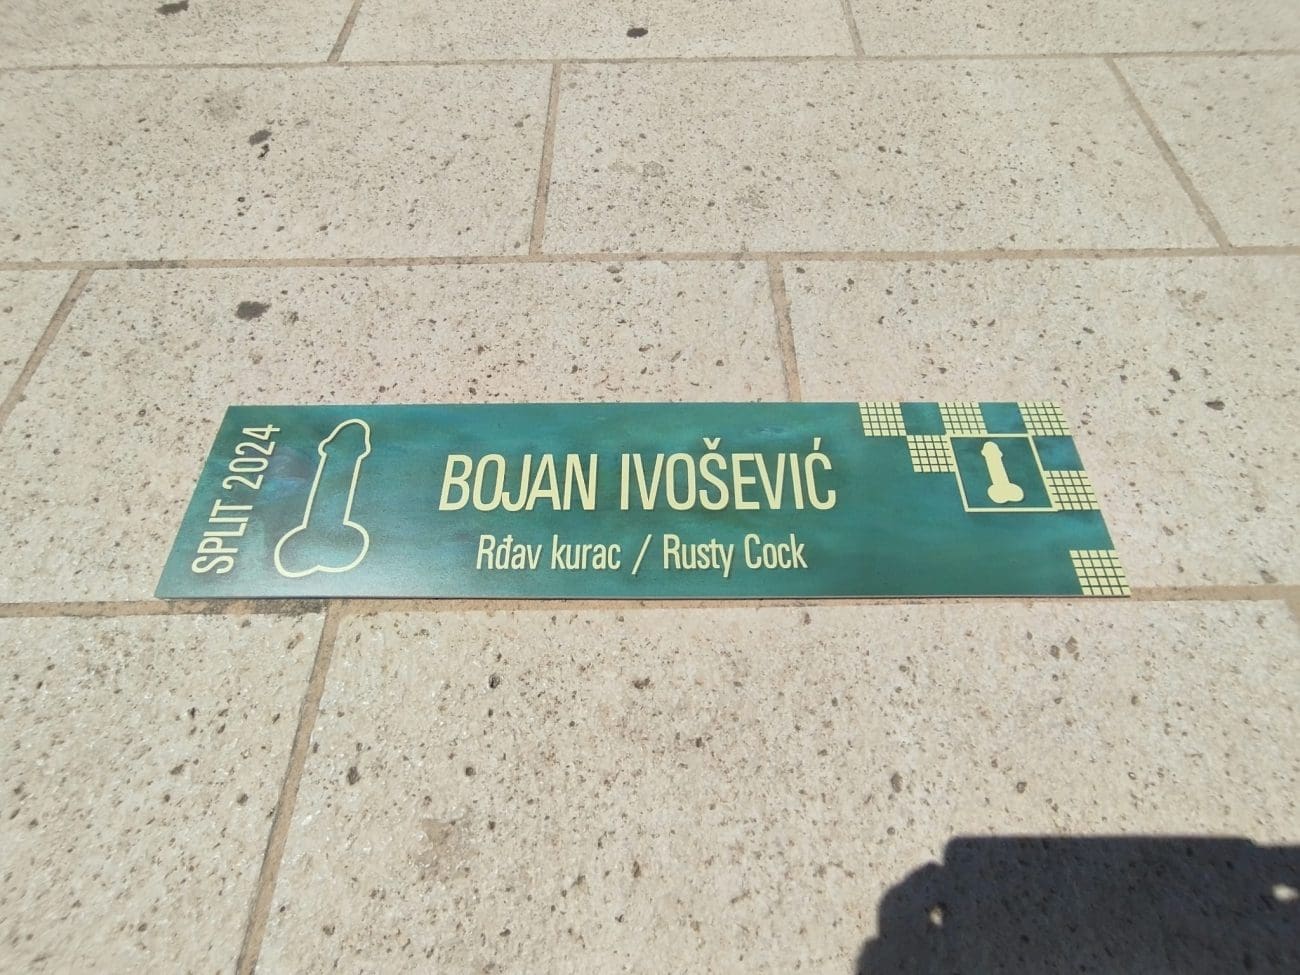 SPLIT 2024
BOJAN IVOŠEVIĆ
Rđav kurac / Rusty Cock